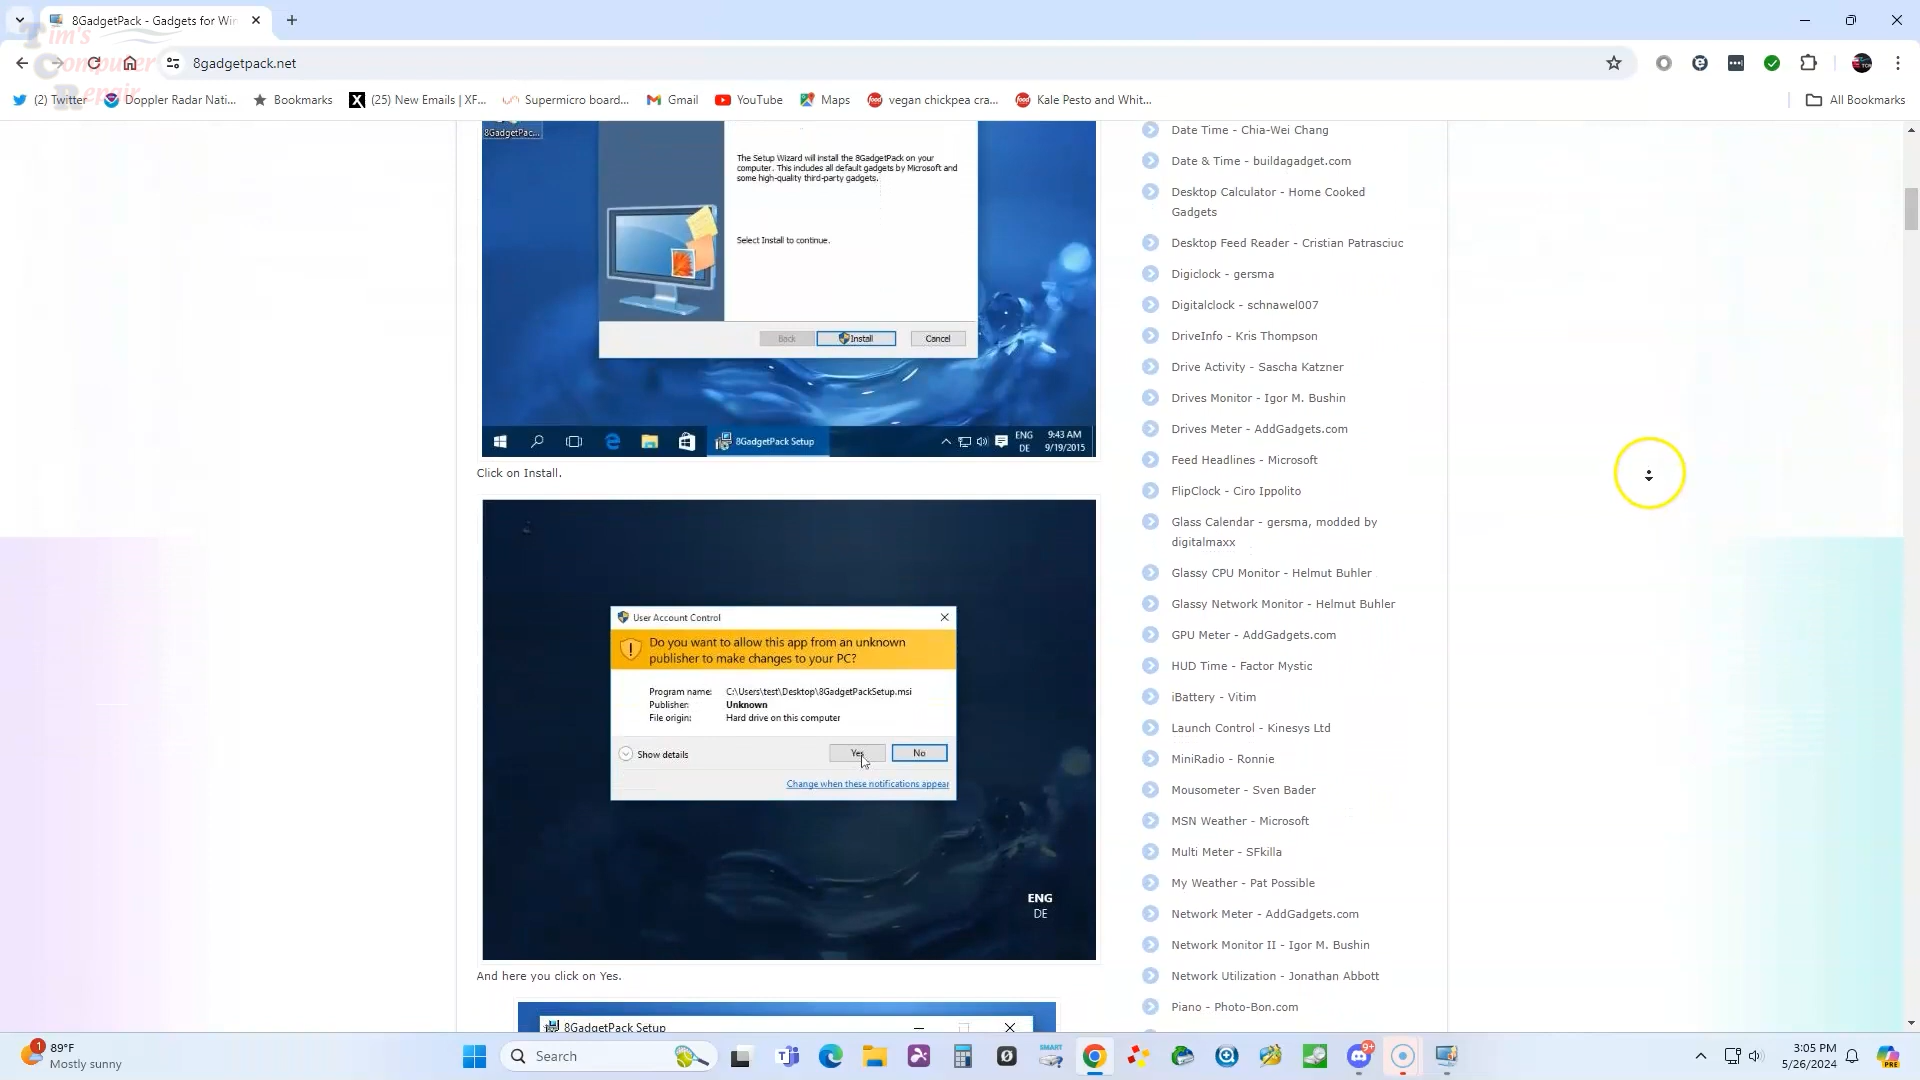 8GadgetPack - Gadgets for Win
Tim's
Computer
Repair
8gadgetpack.net
(2) Twitter
Doppler Radar Nati...
Bookmarks
X
(25) New Emails | XF...
Supermicro board...
Gmail
YouTube
Maps
food
vegan chickpea cra...
food
Kale Pesto and Whit...
All Bookmarks
8GadgetPac...
The Setup Wizard will install the 8GadgetPack on your
computer. This includes all default gadgets by Microsoft and
some high-quality third-party gadgets.
Select Install to continue.
Back
Install
Cancel
8GadgetPack Setup
ENG
DE
9:43 AM
9/19/2015
Click on Install.
User Account Control
Do you want to allow this app from an unknown
publisher to make changes to your PC?
Program name: C:\Users\test\Desktop\8GadgetPackSetup.msi
Publisher: Unknown
File origin: Hard drive on this computer
Show details
Yes
No
Change when these notifications appear
ENG
DE
And here you click on Yes.
8GadgetPack Setup
Date Time - Chia-Wei Chang
Date & Time - buildagadget.com
Desktop Calculator - Home Cooked
Gadgets
Desktop Feed Reader - Cristian Patrasciuc
Digiclock - gersma
Digitalclock - schnawel007
DriveInfo - Kris Thompson
Drive Activity - Sascha Katzner
Drives Monitor - Igor M. Bushin
Drives Meter - AddGadgets.com
Feed Headlines - Microsoft
FlipClock - Ciro Ippolito
Glass Calendar - gersma, modded by
digitalmaxx
Glassy CPU Monitor - Helmut Buhler
Glassy Network Monitor - Helmut Buhler
GPU Meter - AddGadgets.com
HUD Time - Factor Mystic
iBattery - Vitim
Launch Control - Kinesys Ltd
MiniRadio - Ronnie
Mousometer - Sven Bader
MSN Weather - Microsoft
Multi Meter - SFkilla
My Weather - Pat Possible
Network Meter - AddGadgets.com
Network Monitor II - Igor M. Bushin
Network Utilization - Jonathan Abbott
Piano - Photo-Bon.com
1
89°F
Mostly sunny
Search
SMART
9+
3:05 PM
5/26/2024
PRE